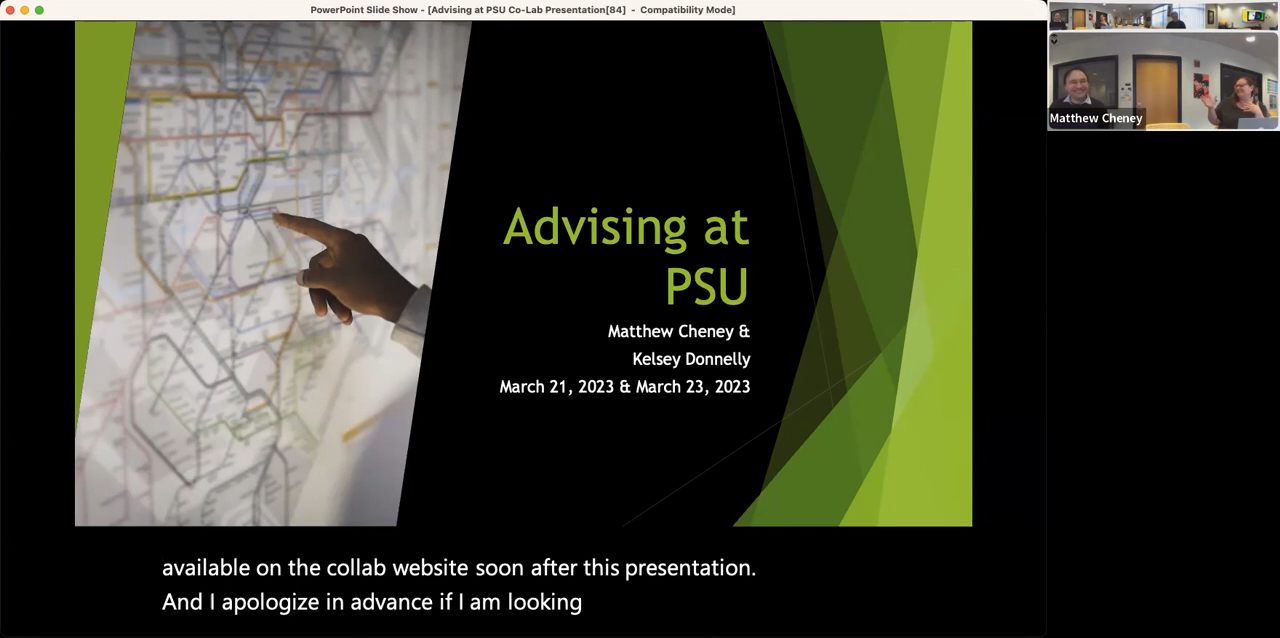 PowerPoint Slide Show - [Advising at PSU Co-Lab Presentation[84] - Compatibility Mode]
Matthew Cheney
Advising at
PSU
Matthew Cheney &
Kelsey Donnelly
March 21, 2023 & March 23, 2023
available on the collab website soon after this presentation.
And I apologize in advance if I am looking